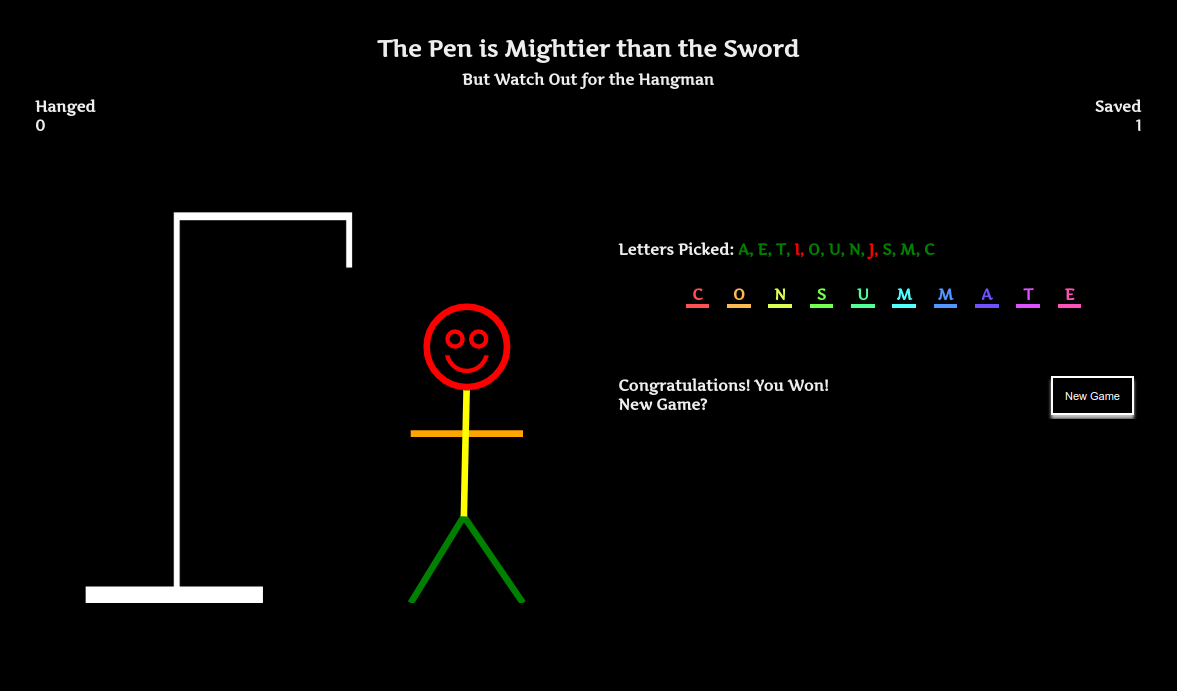 The Pen is Mightier than the Sword
But Watch Out for the Hangman
Hanged
0
Saved
1
Letters Picked: A, E, T, I, O, U, N, J, S, M, C
C O N S U M M A T E
Congratulations! You Won!
New Game?
New Game